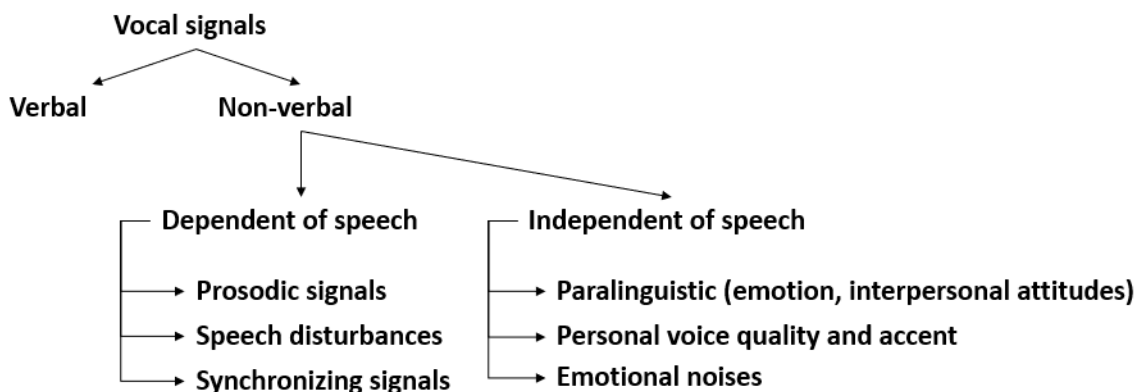 Vocal signals
Verbal
Non-verbal
Dependent of speech
Prosodic signals
Speech disturbances
Synchronizing signals
Independent of speech
Paralinguistic (emotion, interpersonal attitudes)
Personal voice quality and accent
Emotional noises